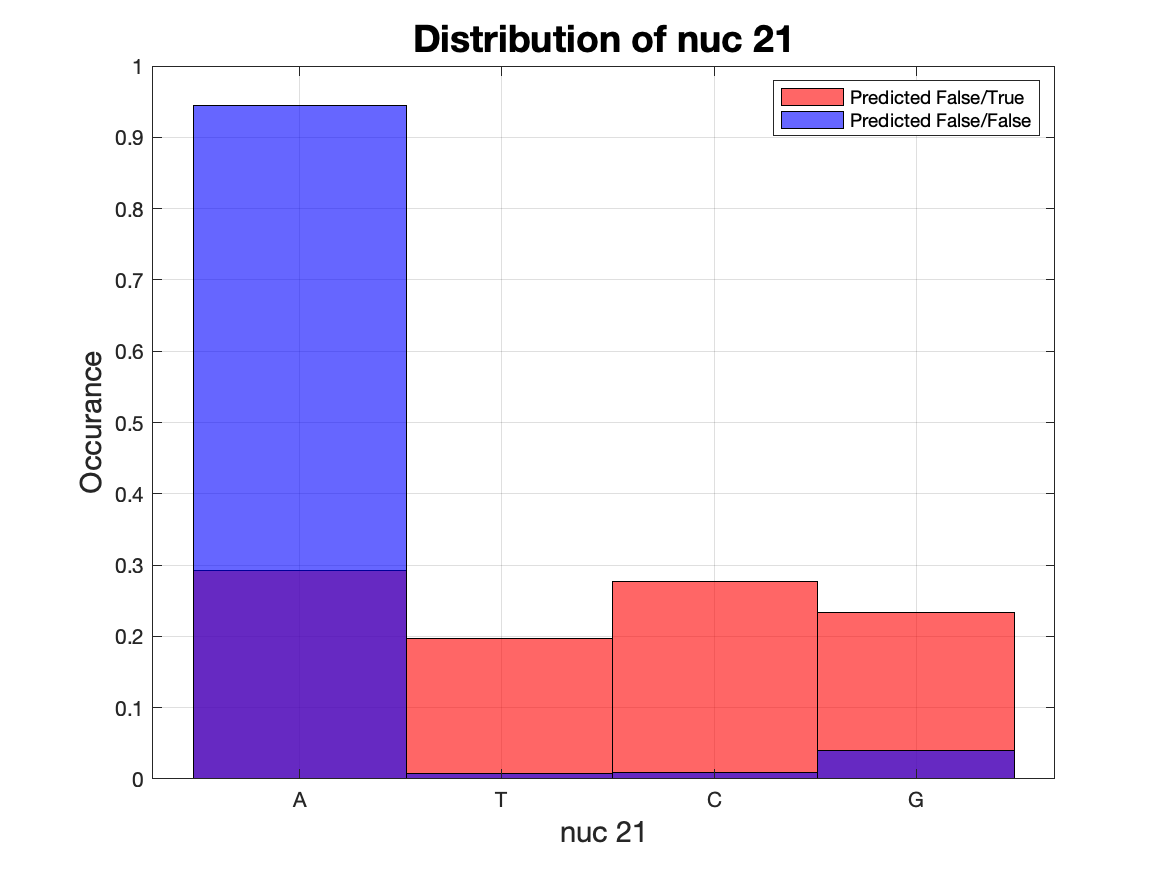 Distribution of nuc 21
Predicted False/True
Predicted False/False
Occurance
1
0.9
0.8
0.7
0.6
0.5
0.4
0.3
0.2
0.1
0
A T C G
nuc 21